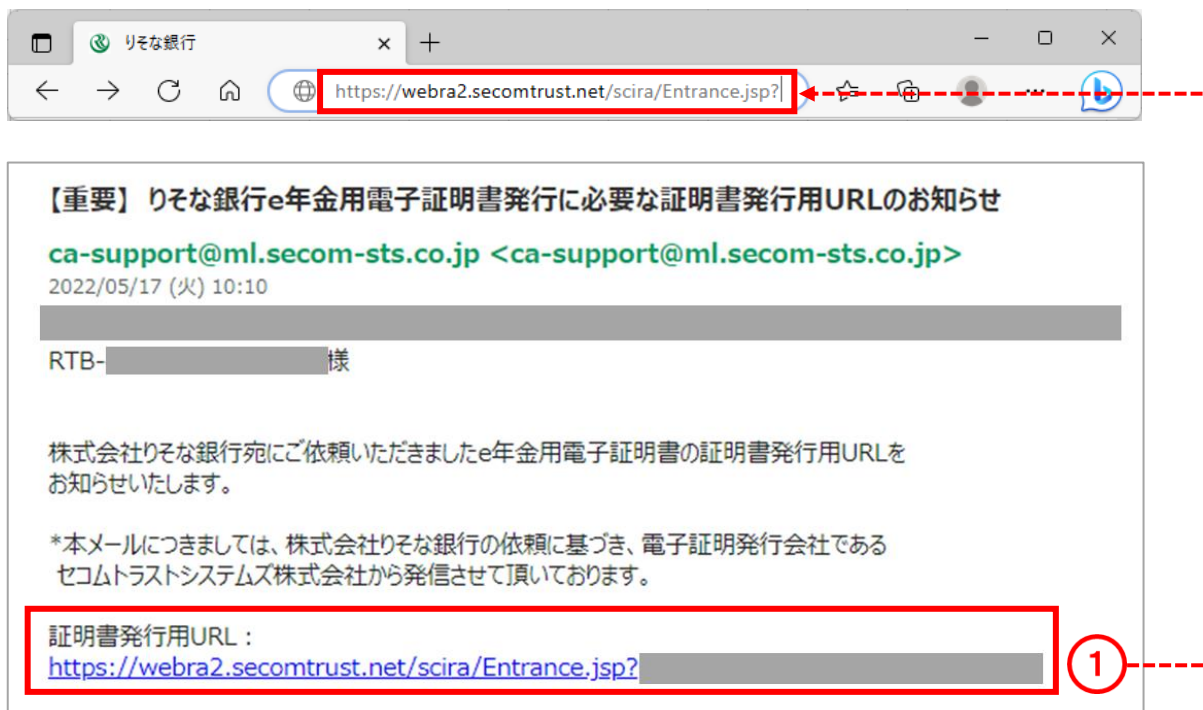 りそな銀行
https://webra2.secomtrust.net/scira/Entrance.jsp?
【重要】りそな銀行e年金用電子証明書発行に必要な証明書発行用URLのお知らせ
ca-support@ml.secom-sts.co.jp <ca-support@ml.secom-sts.co.jp>
2022/05/17 (火) 10:10
RTB- 様
株式会社りそな銀行宛にご依頼いただきましたe年金用電子証明書の証明書発行用URLを
お知らせいたします。
*本メールにつきましては、株式会社りそな銀行の依頼に基づき、電子証明発行会社である
セコムトラストシステムズ株式会社から発信させて頂いております。
証明書発行用URL：
https://webra2.secomtrust.net/scira/Entrance.jsp?
1